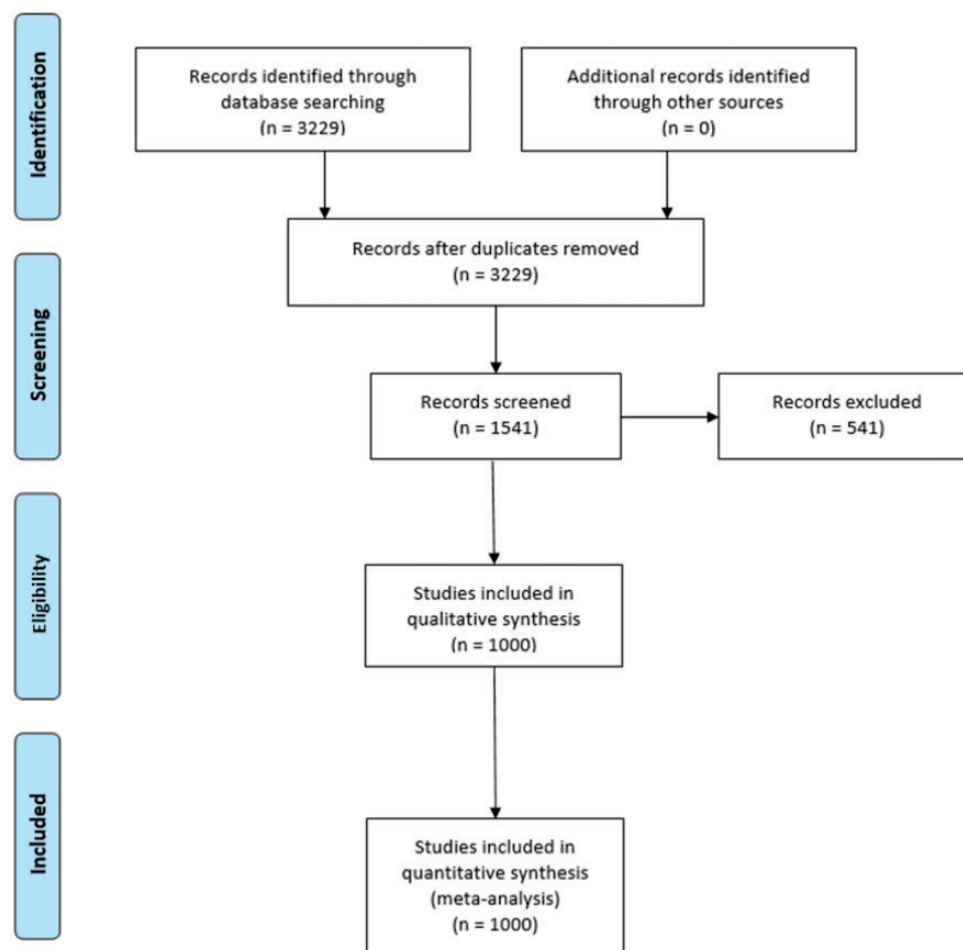 Identification
Records identified through
database searching
(n = 3229)
Additional records identified
through other sources
(n = 0)
Records after duplicates removed
(n = 3229)
Screening
Records screened
(n = 1541)
Records excluded
(n = 541)
Eligibility
Studies included in
qualitative synthesis
(n = 1000)
Included
Studies included in
quantitative synthesis
(meta-analysis)
(n = 1000)